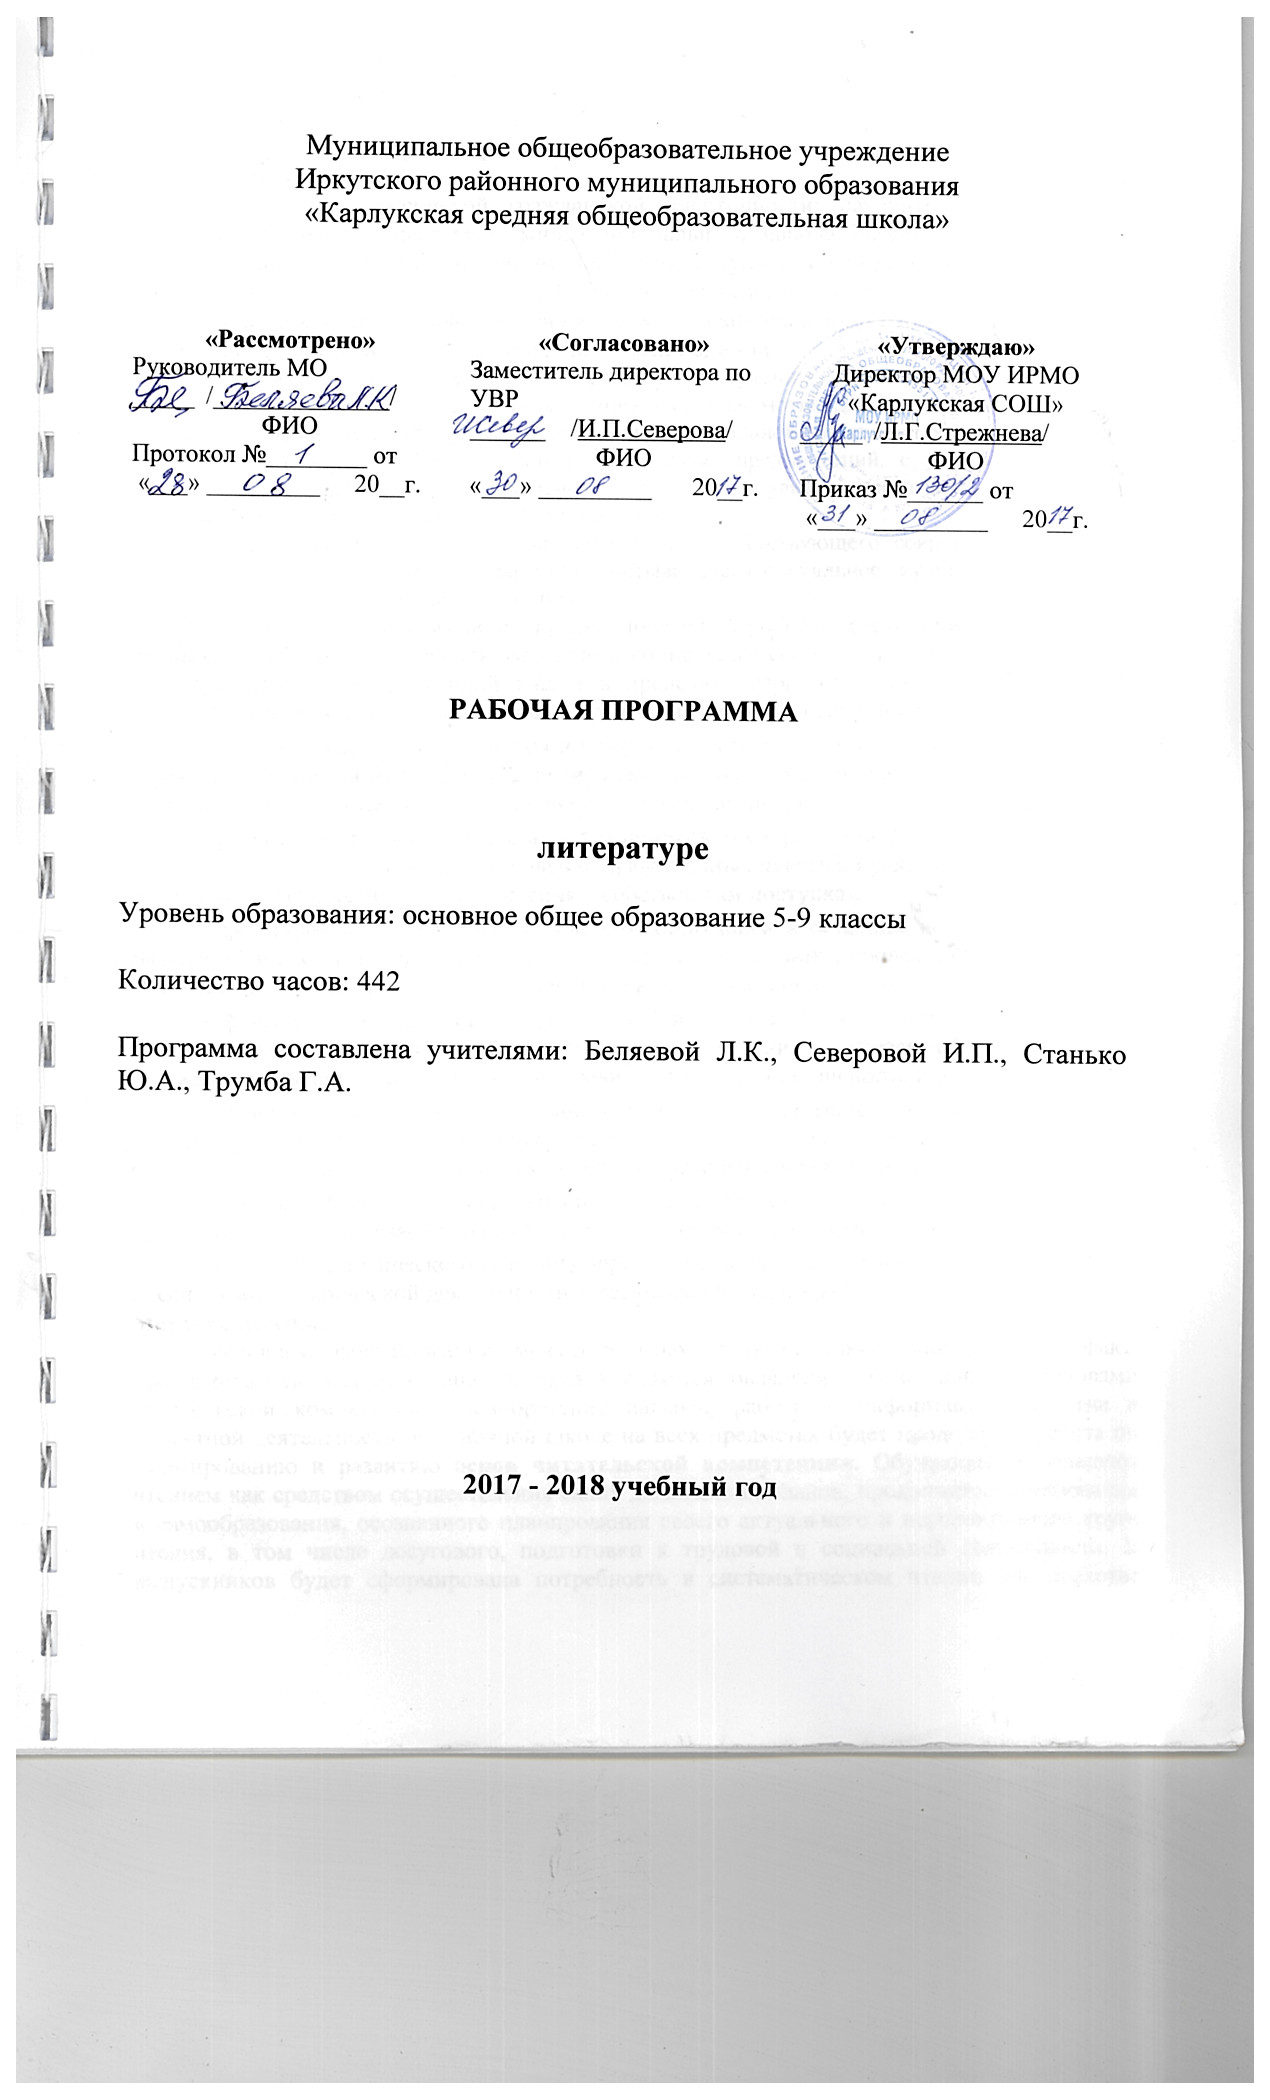 Муниципальное общеобразовательное учреждение
Иркутского районного муниципального образования
«Карлукская средняя общеобразовательная школа»
«Рассмотрено»
Руководитель МО
/ Беляева Л.К /
ФИО
Протокол № 1 от
«28» 08 20__г.
«Согласовано»
Заместитель директора по
УВР
/И.П.Северова/
ФИО
«30» 08 2017г.
«Утверждаю»
Директор МОУ ИРМО
«Карлукская СОШ»
/Л.Г.Стрежнева/
ФИО
Приказ № 130/2 от
«31» 08 2017г.
РАБОЧАЯ ПРОГРАММА
литературе
Уровень образования: основное общее образование 5-9 классы
Количество часов: 442
Программа составлена учителями: Беляевой Л.К., Северовой И.П., Станько
Ю.А., Трумба Г.А.
2017 - 2018 учебный год